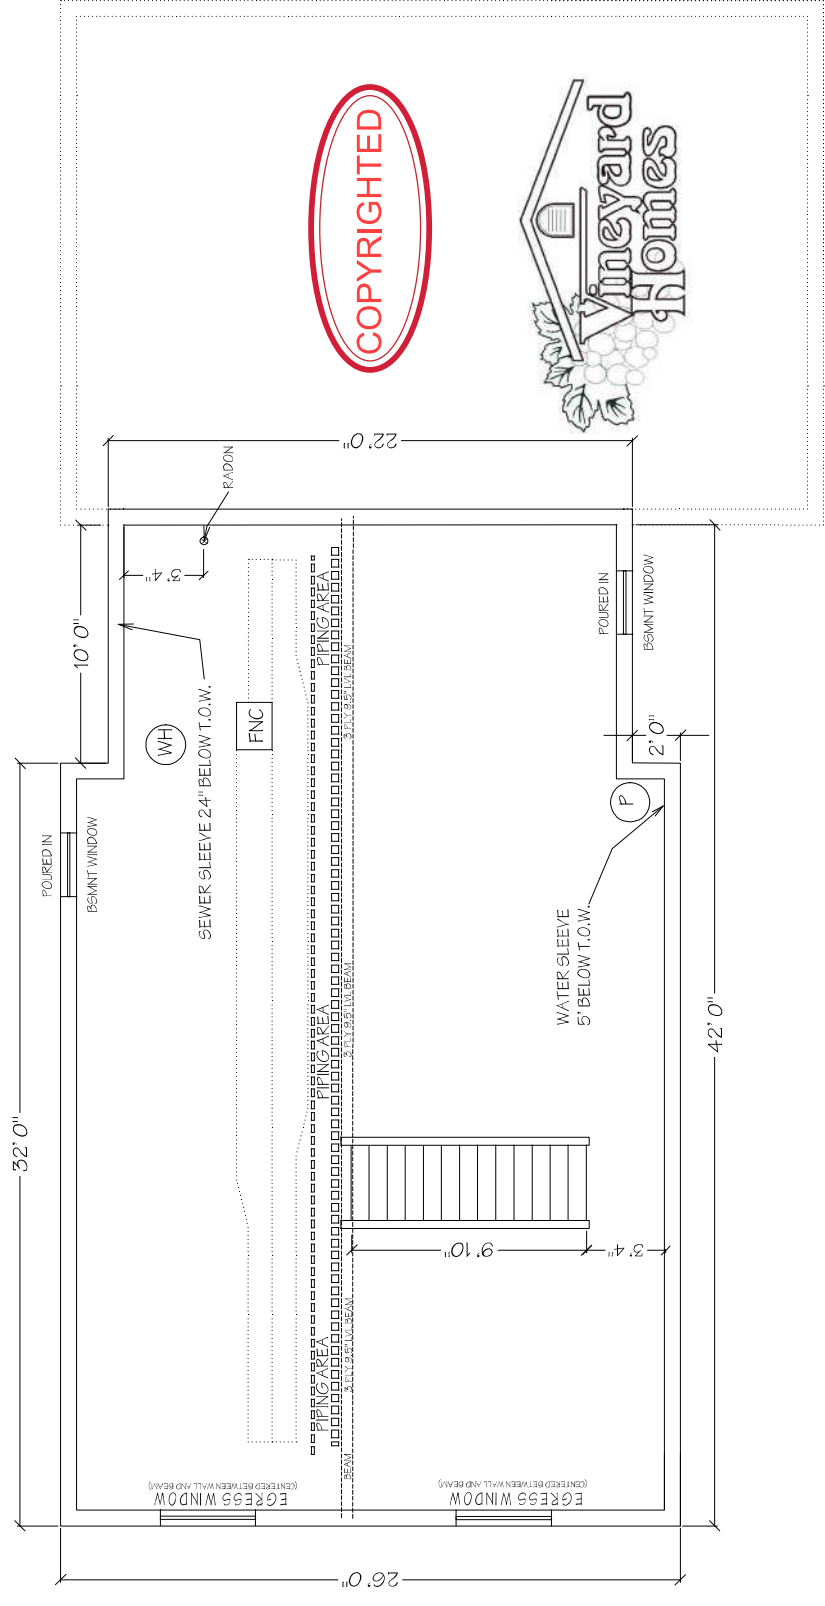 COPYRIGHTED
Vineyard
Homes
22' 0"
RADON
3' 4"
10' 0"
SEWER SLEEVE 24" BELOW T.O.W.
WH
FNC
PIPING AREA
3 PLY 9.5" LVL BEAM
POURED IN
BSMNT WINDOW
2' 0"
P
WATER SLEEVE
5' BELOW T.O.W.
POURED IN
BSMNT WINDOW
PIPING AREA
3 PLY 9.5" LVL BEAM
32' 0"
42' 0"
9' 10"
3' 4"
PIPING AREA
3 PLY 9.5" LVL BEAM
BEAM
EGRESS WINDOW
(CENTERED BETWEEN WALL AND BEAM)
EGRESS WINDOW
(CENTERED BETWEEN WALL AND BEAM)
26' 0"